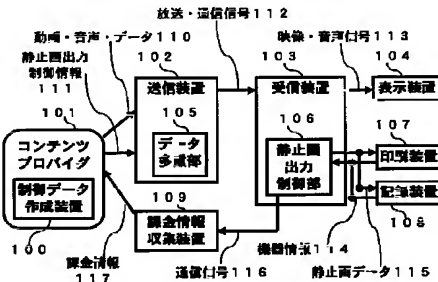 放送・通信信号112
動画・音声・データ110
映像・音声信号113
静止画出力
制御情報
111
102
送信装置
103
受信装置
104
表示装置
101
コンテンツ
プロバイダ
制御データ
作成装置
100
105
データ
多重部
106
静止画
出力
制御部
107
印刷装置
記録装置
108
109
課金情報
収集装置
機器情報114
課金情報
117
通信信号116
静止画データ115